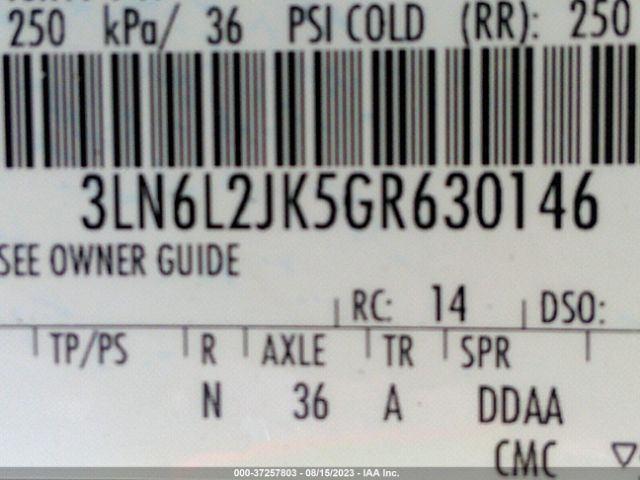 250 kPa/ 36 PSI COLD (RR): 250
3LN6L2JK5GR630146
SEE OWNER GUIDE
RC: 14 DSO:
TP/PS R AXLE TR SPR
N 36 A DDAA
CMC
000-37257803 - 08/15/2023 - IAA Inc.